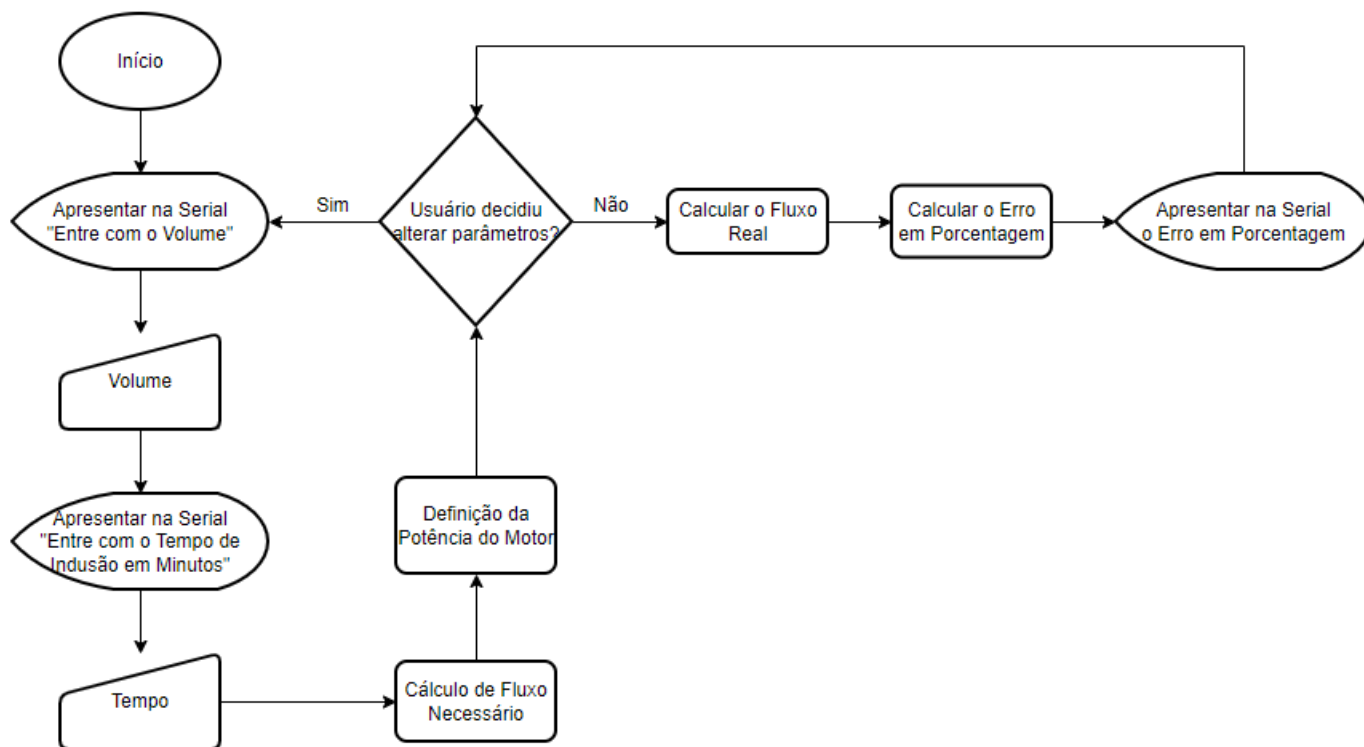 Início
Apresentar na Serial
"Entre com o Volume"
Volume
Apresentar na Serial
"Entre com o Tempo de
Indusão em Minutos"
Tempo
Cálculo de Fluxo
Necessário
Definição da
Potência do Motor
Usuário decidiu
alterar parâmetros?
Sim
Não
Calcular o Fluxo
Real
Calcular o Erro
em Porcentagem
Apresentar na Serial
o Erro em Porcentagem